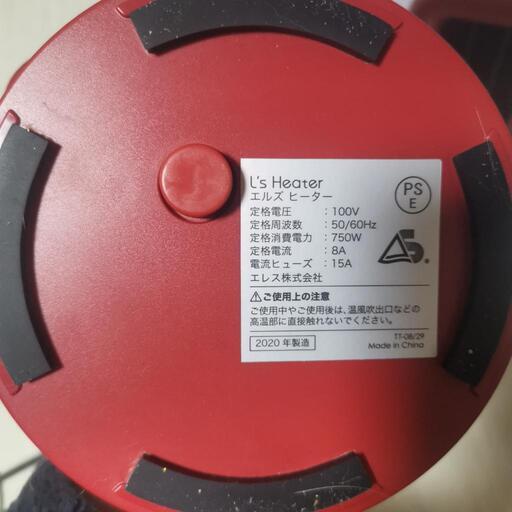 L's Heater
エルズ ヒーター
定格電圧 : 100V
定格周波数 : 50/60Hz
定格消費電力 : 750W
定格電流 : 8A
電流ヒューズ : 15A
エレス株式会社
PS
E
S
®
⚠ご使用上の注意
ご使用中やご使用後は、温風吹出口などの
高温部に直接触れないでください。
2020 年製造
TT-08/29
Made in China